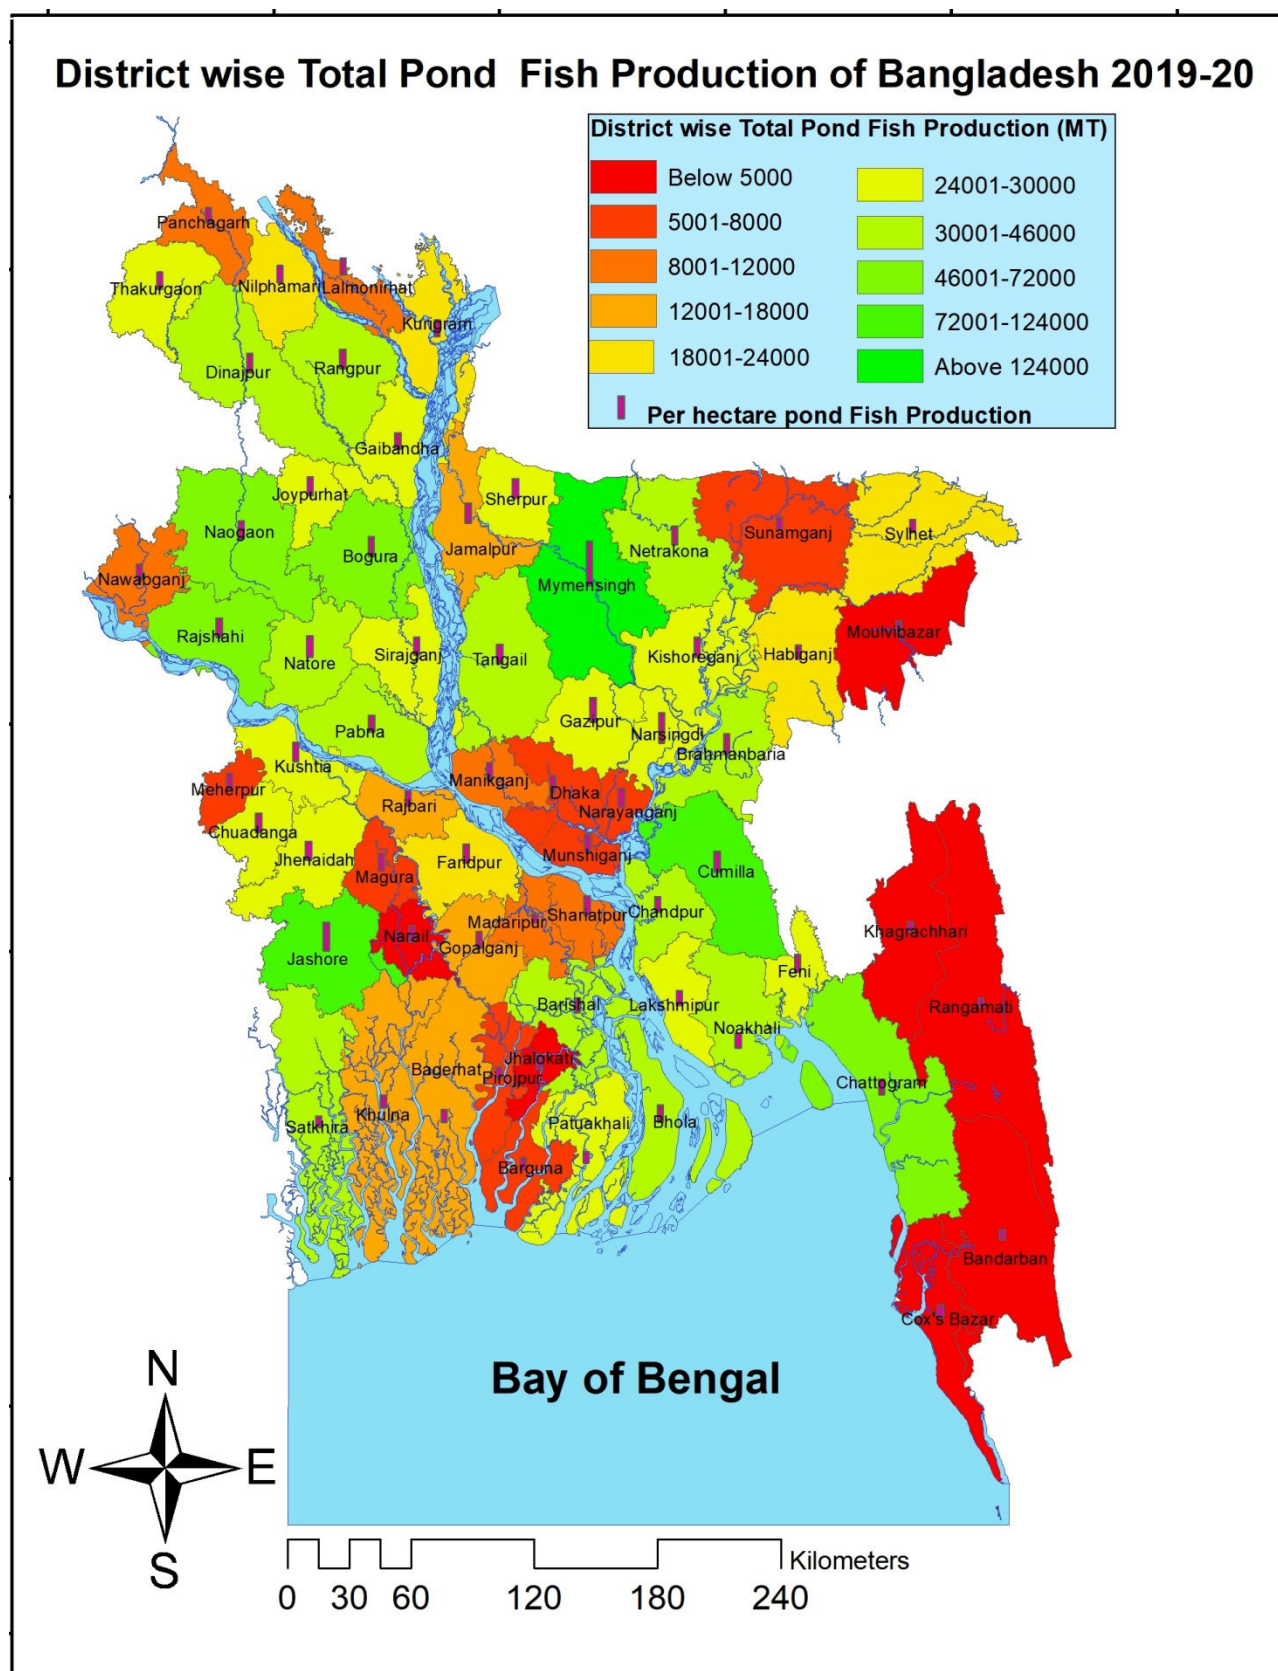 District wise Total Pond Fish Production of Bangladesh 2019-20
District wise Total Pond Fish Production (MT)
Below 5000
5001-8000
8001-12000
12001-18000
18001-24000
24001-30000
30001-46000
46001-72000
72001-124000
Above 124000
Per hectare pond Fish Production
Panchagarh
Thakurgaon
Nilphamari
Lalmonirhat
Kurigram
Dinajpur
Rangpur
Gaibandha
Joypurhat
Sherpur
Naogaon
Bogura
Jamalpur
Netrakona
Sunamganj
Sylhet
Nawabganj
Mymensingh
Rajshahi
Natore
Sirajganj
Tangail
Kishoreganj
Habiganj
Moulvibazar
Pabna
Gazipur
Narsingdi
Brahmanbaria
Kushtia
Meherpur
Manikganj
Dhaka
Rajbari
Narayanganj
Chuadanga
Jhenaidah
Magura
Faridpur
Munshiganj
Cumilla
Madaripur
Shariatpur
Chandpur
Khagrachhari
Narail
Gopalganj
Jashore
Feni
Barishal
Lakshmipur
Noakhali
Rangamati
Jhalokati
Bagerhat
Pirojpur
Chattogram
Khulna
Satkhira
Patuakhali
Bhola
Barguna
Bandarban
Cox's Bazar
Bay of Bengal
N
W E
S
Kilometers
0 30 60 120 180 240